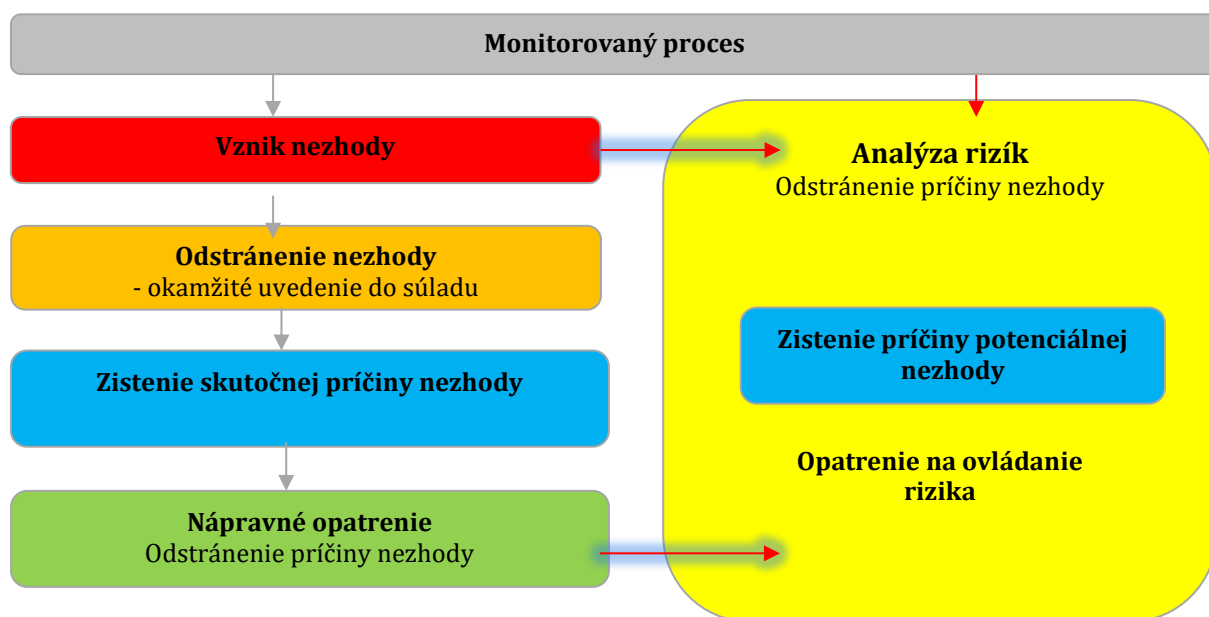 Monitorovaný proces
Vznik nezhody
Odstránenie nezhody
- okamžité uvedenie do súladu
Zistenie skutočnej príčiny nezhody
Nápravné opatrenie
Odstránenie príčiny nezhody
Analýza rizík
Odstránenie príčiny nezhody
Zistenie príčiny potenciálnej
nezhody
Opatrenie na ovládanie
rizika